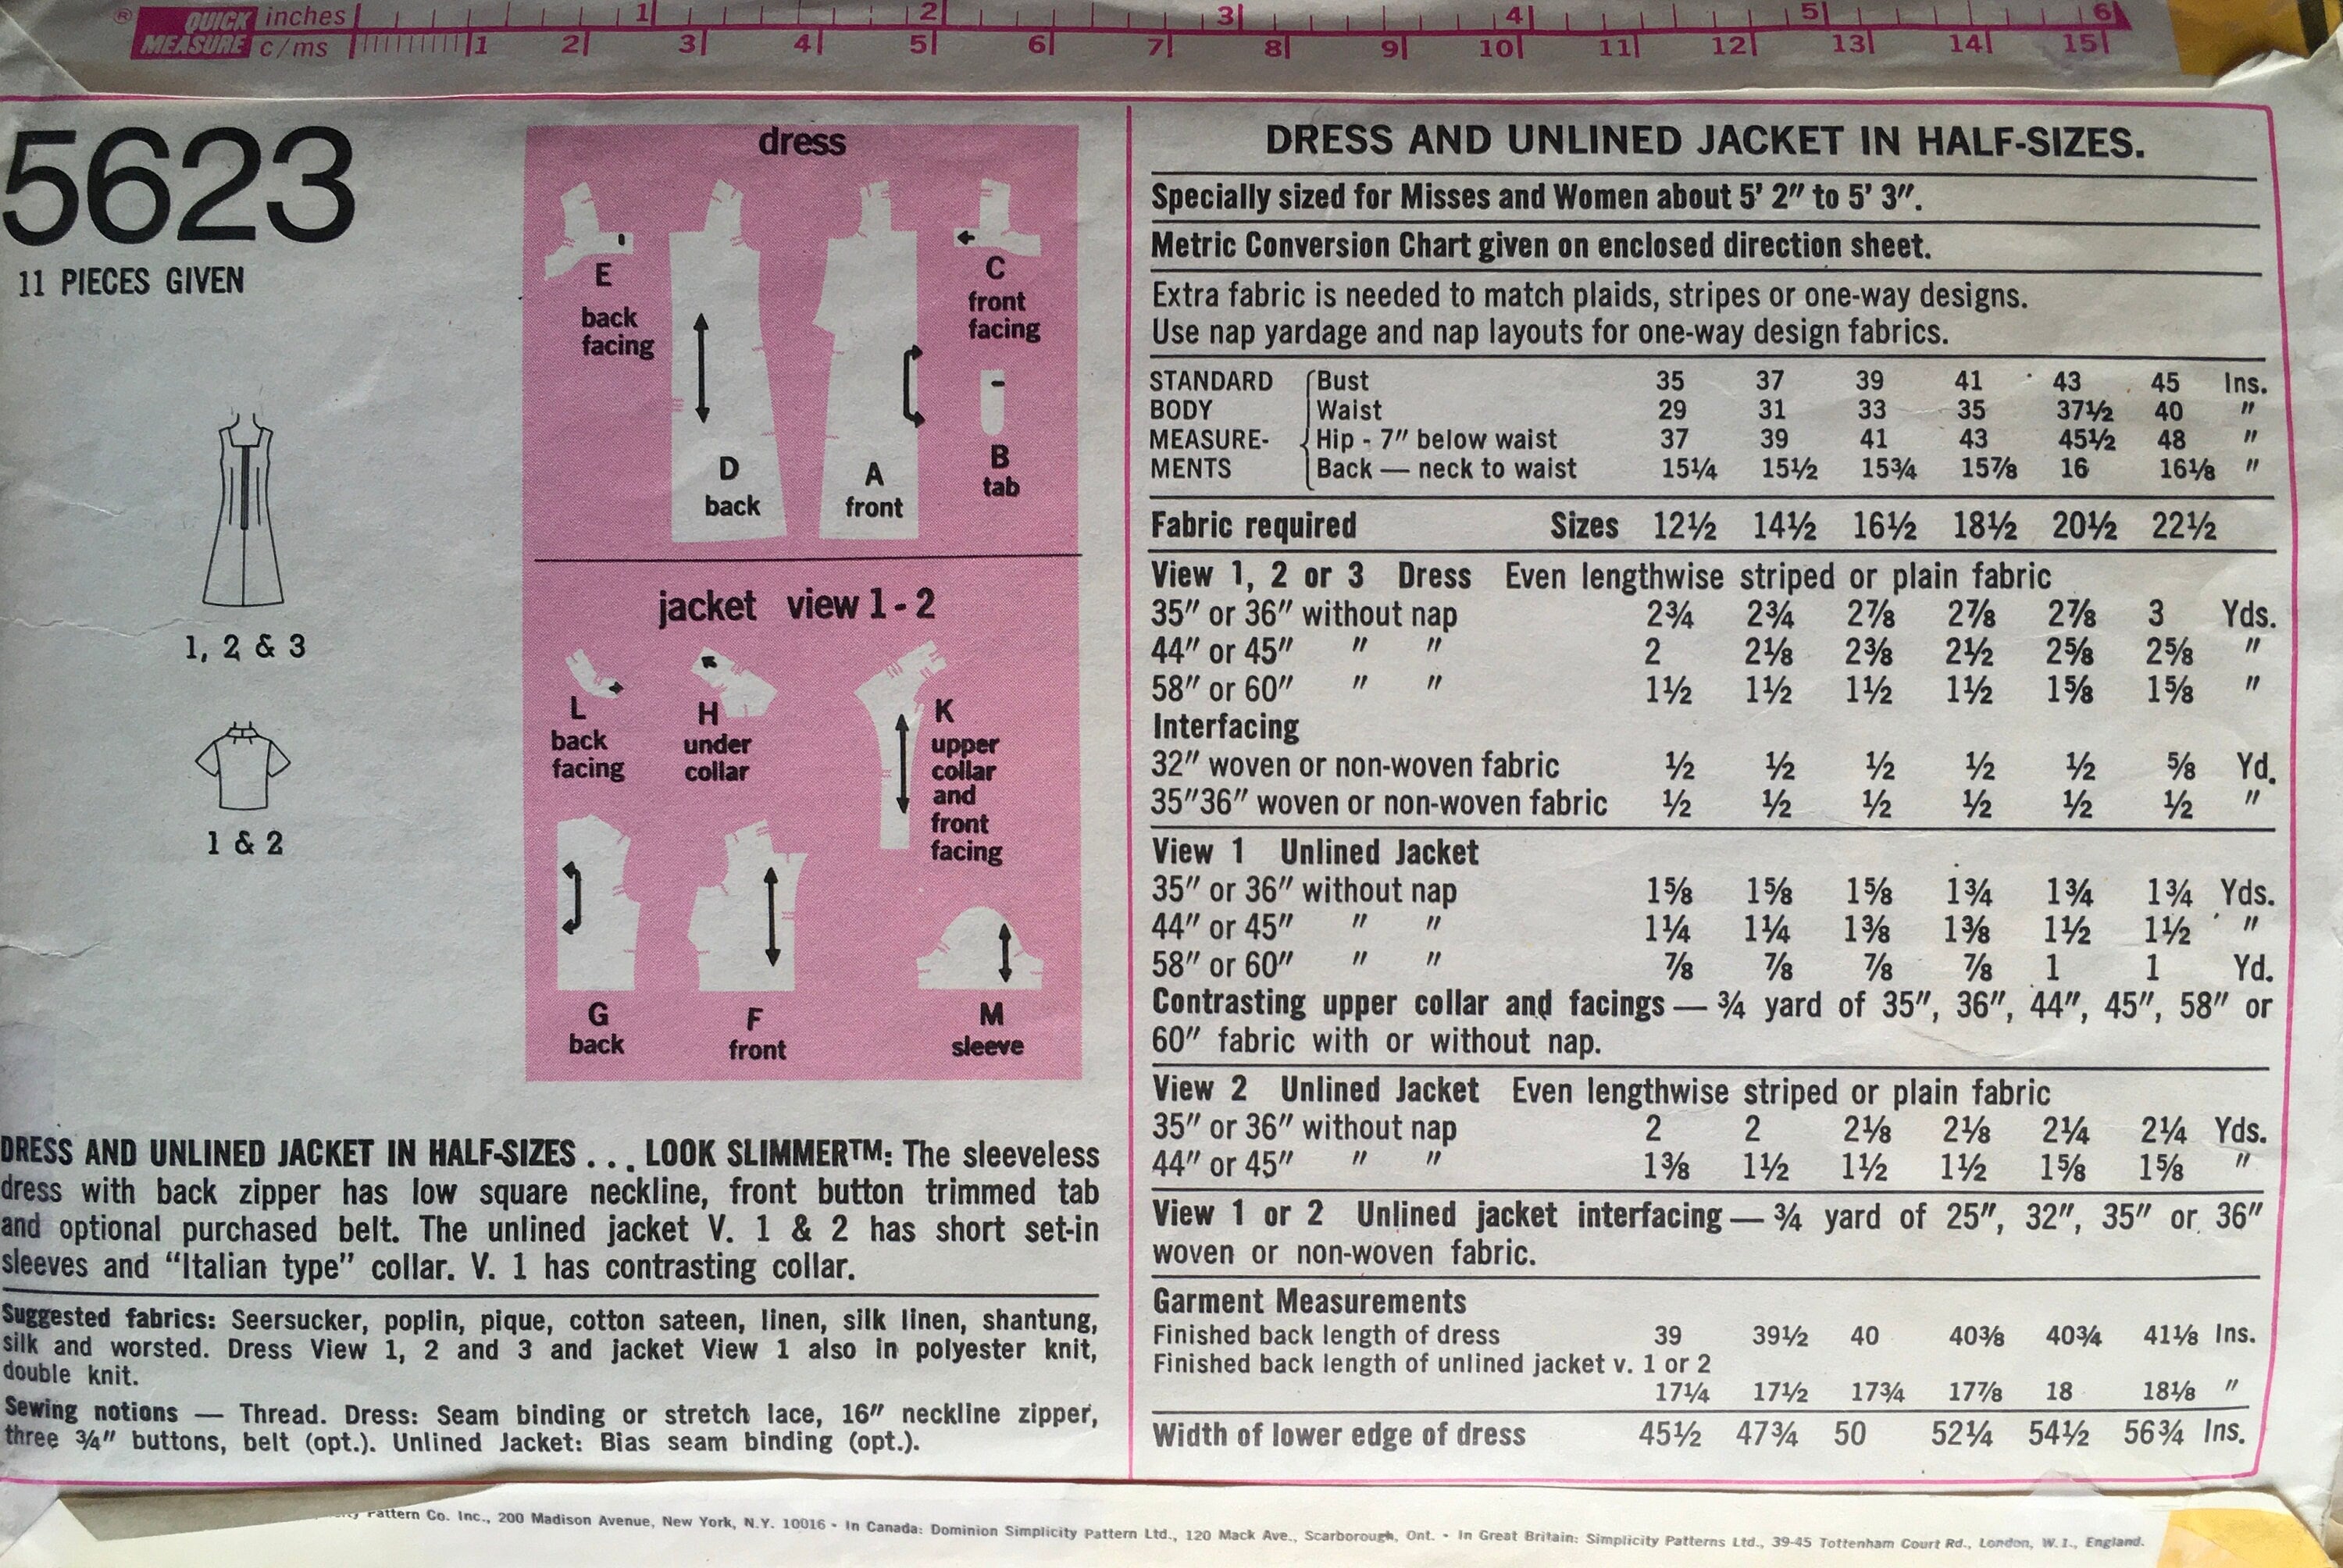 ® QUICK MEASURE inches 1 2 3 4 5 6
c/ms 1 2 3 4 5 6 7 8 9 10 11 12 13 14 15
5623
11 PIECES GIVEN
1, 2 & 3
1 & 2
dress
E
back
facing
D
back
A
front
C
front
facing
B
tab
jacket view 1 - 2
L
back
facing
H
under
collar
K
upper
collar
and
front
facing
G
back
F
front
M
sleeve
DRESS AND UNLINED JACKET IN HALF-SIZES . . . LOOK SLIMMER™: The sleeveless
dress with back zipper has low square neckline, front button trimmed tab
and optional purchased belt. The unlined jacket V. 1 & 2 has short set-in
sleeves and “Italian type” collar. V. 1 has contrasting collar.
Suggested fabrics: Seersucker, poplin, pique, cotton sateen, linen, silk linen, shantung,
silk and worsted. Dress View 1, 2 and 3 and jacket View 1 also in polyester knit,
double knit.
Sewing notions — Thread. Dress: Seam binding or stretch lace, 16″ neckline zipper,
three ¾″ buttons, belt (opt.). Unlined Jacket: Bias seam binding (opt.).
DRESS AND UNLINED JACKET IN HALF-SIZES.
Specially sized for Misses and Women about 5′ 2″ to 5′ 3″.
Metric Conversion Chart given on enclosed direction sheet.
Extra fabric is needed to match plaids, stripes or one-way designs.
Use nap yardage and nap layouts for one-way design fabrics.
STANDARD Bust 35 37 39 41 43 45 Ins.
BODY Waist 29 31 33 35 37½ 40 ″
MEASURE- Hip - 7″ below waist 37 39 41 43 45½ 48 ″
MENTS Back — neck to waist 15¼ 15½ 15¾ 15⅞ 16 16⅛ ″
Fabric required Sizes 12½ 14½ 16½ 18½ 20½ 22½
View 1, 2 or 3 Dress Even lengthwise striped or plain fabric
35″ or 36″ without nap 2¾ 2¾ 2⅞ 2⅞ 2⅞ 3 Yds.
44″ or 45″ ″ ″ 2 2⅛ 2⅜ 2½ 2⅝ 2⅝ ″
58″ or 60″ ″ ″ 1½ 1½ 1½ 1½ 1⅝ 1⅝ ″
Interfacing
32″ woven or non-woven fabric ½ ½ ½ ½ ½ ⅝ Yd.
35″36″ woven or non-woven fabric ½ ½ ½ ½ ½ ½ ″
View 1 Unlined Jacket
35″ or 36″ without nap 1⅝ 1⅝ 1⅝ 1¾ 1¾ 1¾ Yds.
44″ or 45″ ″ ″ 1¼ 1¼ 1⅜ 1⅜ 1½ 1½ ″
58″ or 60″ ″ ″ ⅞ ⅞ ⅞ ⅞ 1 1 Yd.
Contrasting upper collar and facings — ¾ yard of 35″, 36″, 44″, 45″, 58″ or
60″ fabric with or without nap.
View 2 Unlined Jacket Even lengthwise striped or plain fabric
35″ or 36″ without nap 2 2 2⅛ 2⅛ 2¼ 2¼ Yds.
44″ or 45″ ″ ″ 1⅜ 1½ 1½ 1½ 1⅝ 1⅝ ″
View 1 or 2 Unlined jacket interfacing — ¾ yard of 25″, 32″, 35″ or 36″
woven or non-woven fabric.
Garment Measurements
Finished back length of dress 39 39½ 40 40⅜ 40¾ 41⅛ Ins.
Finished back length of unlined jacket v. 1 or 2
17¼ 17½ 17¾ 17⅞ 18 18⅛ ″
Width of lower edge of dress 45½ 47¾ 50 52¼ 54½ 56¾ Ins.
Pattern Co. Inc., 200 Madison Avenue, New York, N.Y. 10016 - In Canada: Dominion Simplicity Pattern Ltd., 120 Mack Ave., Scarborough, Ont. - In Great Britain: Simplicity Patterns Ltd., 39-45 Tottenham Court Rd., London, W.1., England.